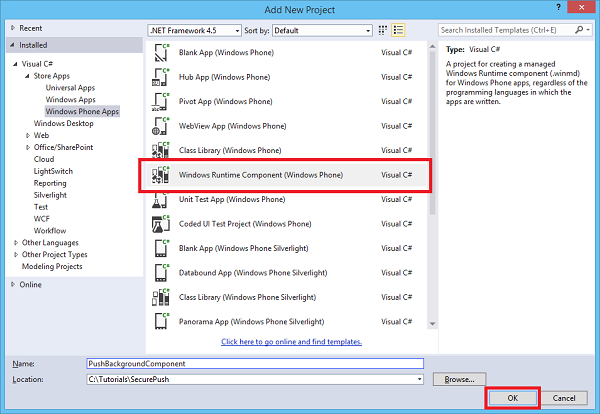 Add New Project
? ×
Recent
Installed
Visual C#
Store Apps
Universal Apps
Windows Apps
Windows Phone Apps
Windows Desktop
Web
Office/SharePoint
Cloud
LightSwitch
Reporting
Silverlight
Test
WCF
Workflow
Other Languages
Other Project Types
Modeling Projects
Online
.NET Framework 4.5 Sort by: Default
Blank App (Windows Phone) Visual C#
Hub App (Windows Phone) Visual C#
Pivot App (Windows Phone) Visual C#
WebView App (Windows Phone) Visual C#
Class Library (Windows Phone) Visual C#
Windows Runtime Component (Windows Phone) Visual C#
Unit Test App (Windows Phone) Visual C#
Coded UI Test Project (Windows Phone) Visual C#
Blank App (Windows Phone Silverlight) Visual C#
Databound App (Windows Phone Silverlight) Visual C#
Class Library (Windows Phone Silverlight) Visual C#
Panorama App (Windows Phone Silverlight) Visual C#
Click here to go online and find templates.
Search Installed Templates (Ctrl+E)
Type: Visual C#
A project for creating a managed
Windows Runtime component (.winmd)
for Windows Phone apps, regardless of the
programming languages in which the
apps are written.
Name: PushBackgroundComponent
Location: C:\Tutorials\SecurePush
Browse...
OK Cancel